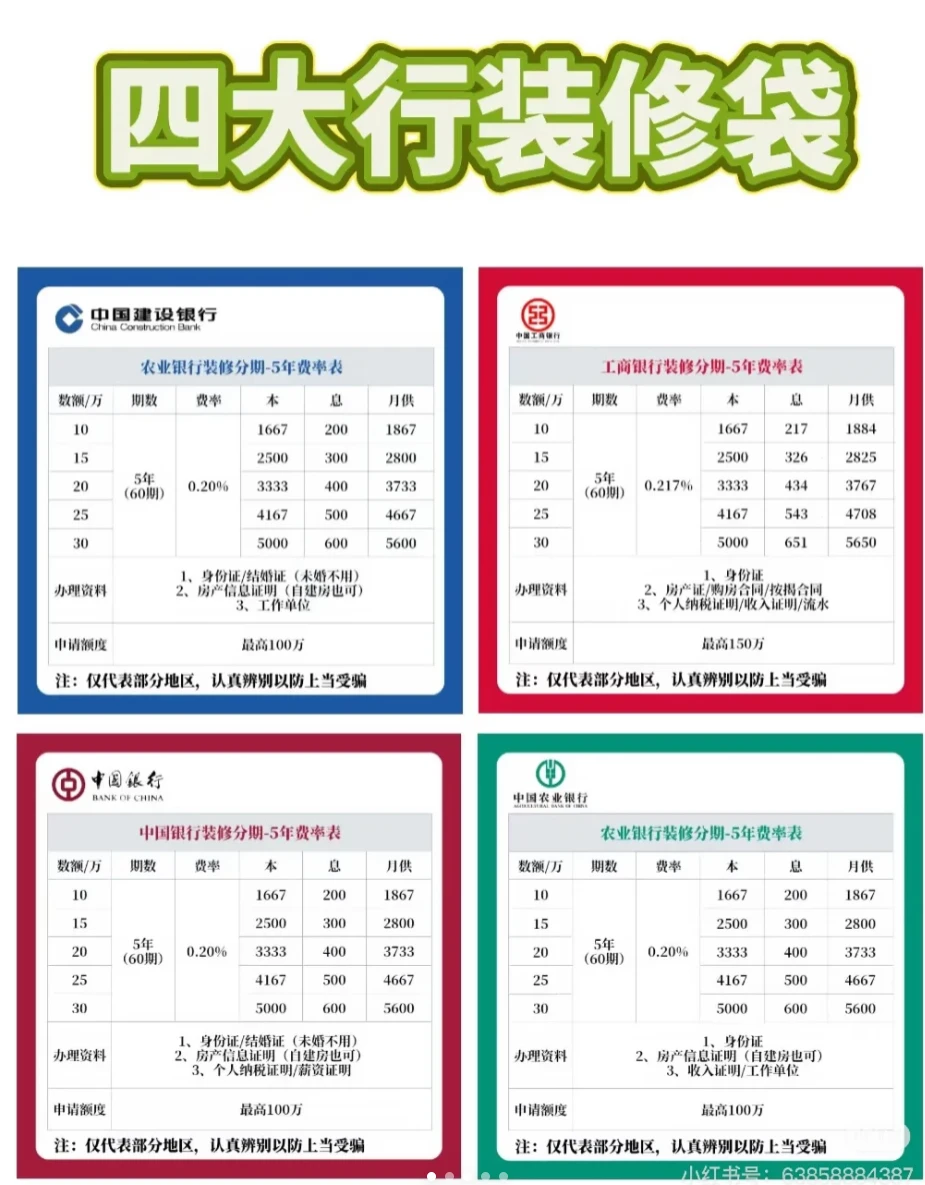 四大行装修袋
中国建设银行
China Construction Bank
农业银行装修分期-5年费率表
数额/万 期数 费率 本 息 月供
10 1667 200 1867
15 2500 300 2800
20 5年(60期) 0.20% 3333 400 3733
25 4167 500 4667
30 5000 600 5600
办理资料
1、身份证/结婚证（未婚不用）
2、房产信息证明（自建房也可）
3、工作单位
申请额度 最高100万
注：仅代表部分地区，认真辨别以防上当受骗
中国工商银行
工商银行装修分期-5年费率表
数额/万 期数 费率 本 息 月供
10 1667 217 1884
15 2500 326 2825
20 5年(60期) 0.217% 3333 434 3767
25 4167 543 4708
30 5000 651 5650
办理资料
1、身份证
2、房产证/购房合同/按揭合同
3、个人纳税证明/收入证明/流水
申请额度 最高150万
注：仅代表部分地区，认真辨别以防上当受骗
中国银行
BANK OF CHINA
中国银行装修分期-5年费率表
数额/万 期数 费率 本 息 月供
10 1667 200 1867
15 2500 300 2800
20 5年(60期) 0.20% 3333 400 3733
25 4167 500 4667
30 5000 600 5600
办理资料
1、身份证/结婚证（未婚不用）
2、房产信息证明（自建房也可）
3、个人纳税证明/薪资证明
申请额度 最高100万
注：仅代表部分地区，认真辨别以防上当受骗
中国农业银行
AGRICULTURAL BANK OF CHINA
农业银行装修分期-5年费率表
数额/万 期数 费率 本 息 月供
10 1667 200 1867
15 2500 300 2800
20 5年(60期) 0.20% 3333 400 3733
25 4167 500 4667
30 5000 600 5600
办理资料
1、身份证
2、房产信息证明（自建房也可）
3、收入证明/工作单位
申请额度 最高100万
注：仅代表部分地区，认真辨别以防上当受骗
小红书号：63858884387